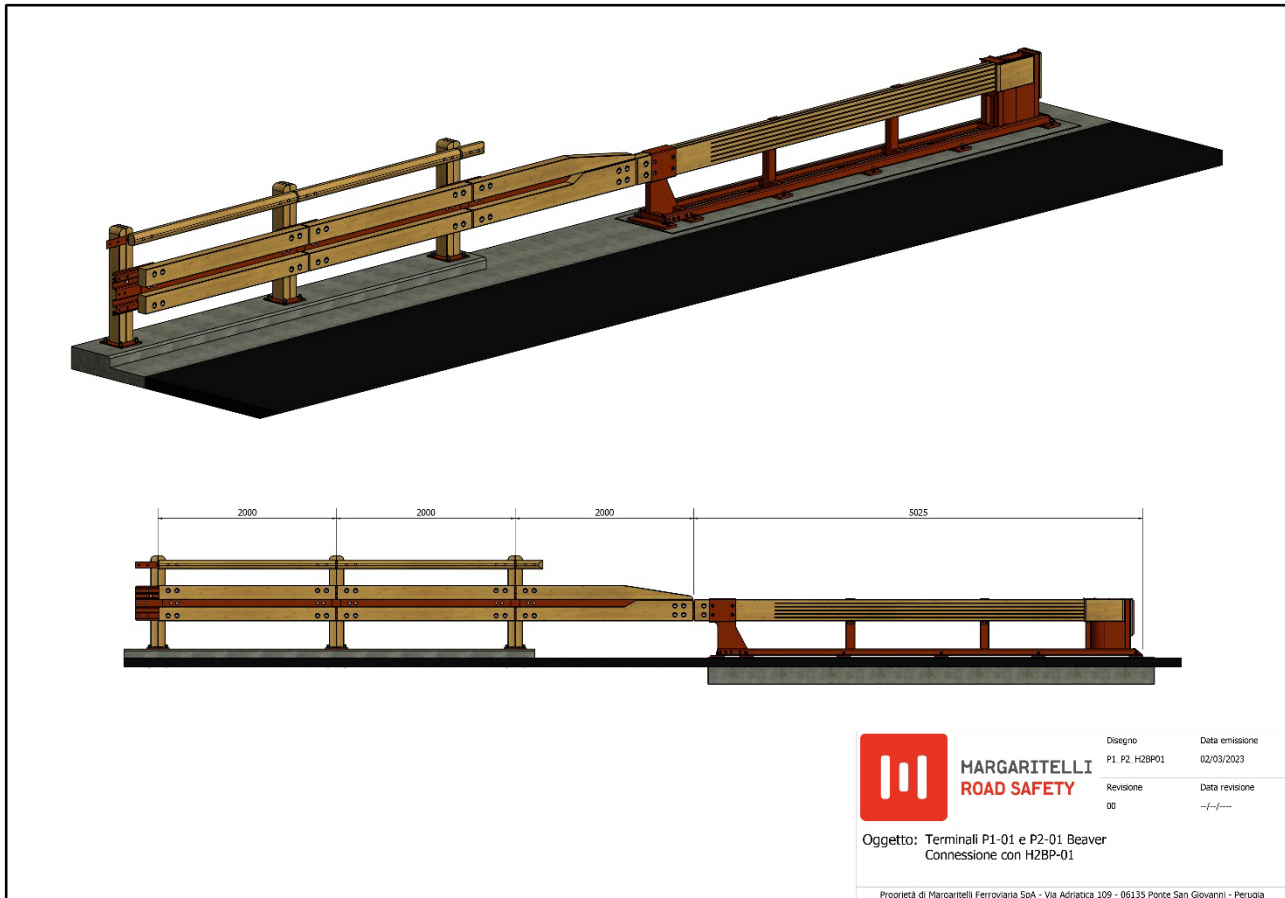 2000 2000 2000 5025
MARGARITELLI
ROAD SAFETY
Disegno Data emissione
P1_P2_H2BP01 02/03/2023
Revisione Data revisione
00 --/--/----
Oggetto: Terminali P1-01 e P2-01 Beaver
Connessione con H2BP-01
Proprietà di Margaritelli Ferroviaria SpA - Via Adriatica 109 - 06135 Ponte San Giovanni - Perugia